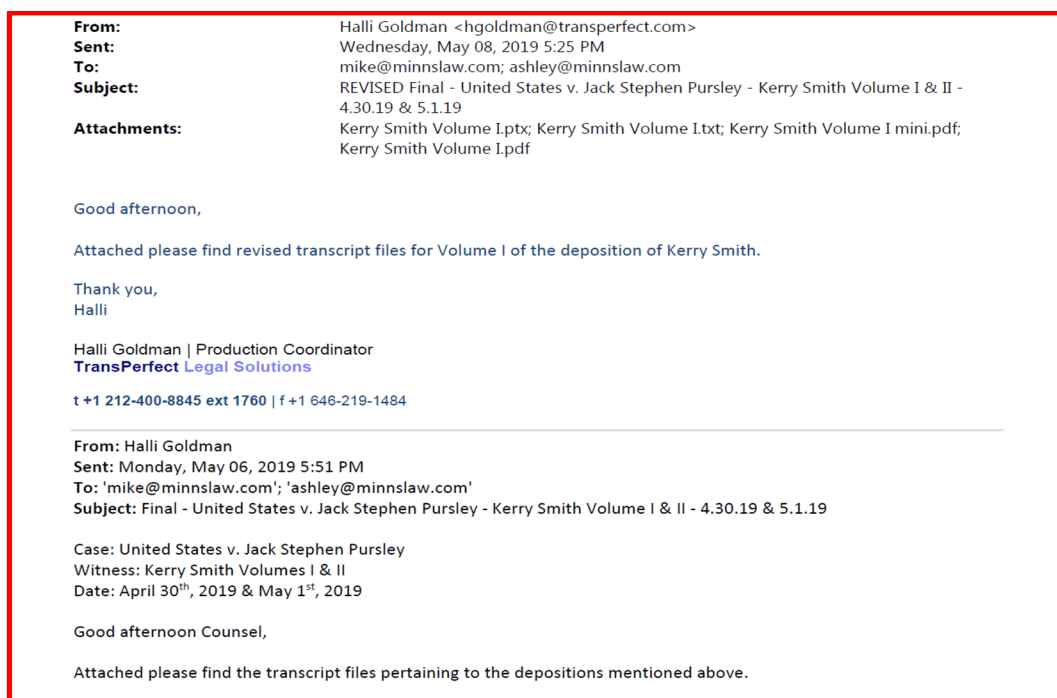 From: Halli Goldman <hgoldman@transperfect.com>
Sent: Wednesday, May 08, 2019 5:25 PM
To: mike@minnslaw.com; ashley@minnslaw.com
Subject: REVISED Final - United States v. Jack Stephen Pursley - Kerry Smith Volume I & II -
4.30.19 & 5.1.19
Attachments: Kerry Smith Volume I.ptx; Kerry Smith Volume I.txt; Kerry Smith Volume I mini.pdf;
Kerry Smith Volume I.pdf
Good afternoon,
Attached please find revised transcript files for Volume I of the deposition of Kerry Smith.
Thank you,
Halli
Halli Goldman | Production Coordinator
TransPerfect Legal Solutions
t +1 212-400-8845 ext 1760 | f +1 646-219-1484
From: Halli Goldman
Sent: Monday, May 06, 2019 5:51 PM
To: 'mike@minnslaw.com'; 'ashley@minnslaw.com'
Subject: Final - United States v. Jack Stephen Pursley - Kerry Smith Volume I & II - 4.30.19 & 5.1.19
Case: United States v. Jack Stephen Pursley
Witness: Kerry Smith Volumes I & II
Date: April 30th, 2019 & May 1st, 2019
Good afternoon Counsel,
Attached please find the transcript files pertaining to the depositions mentioned above.